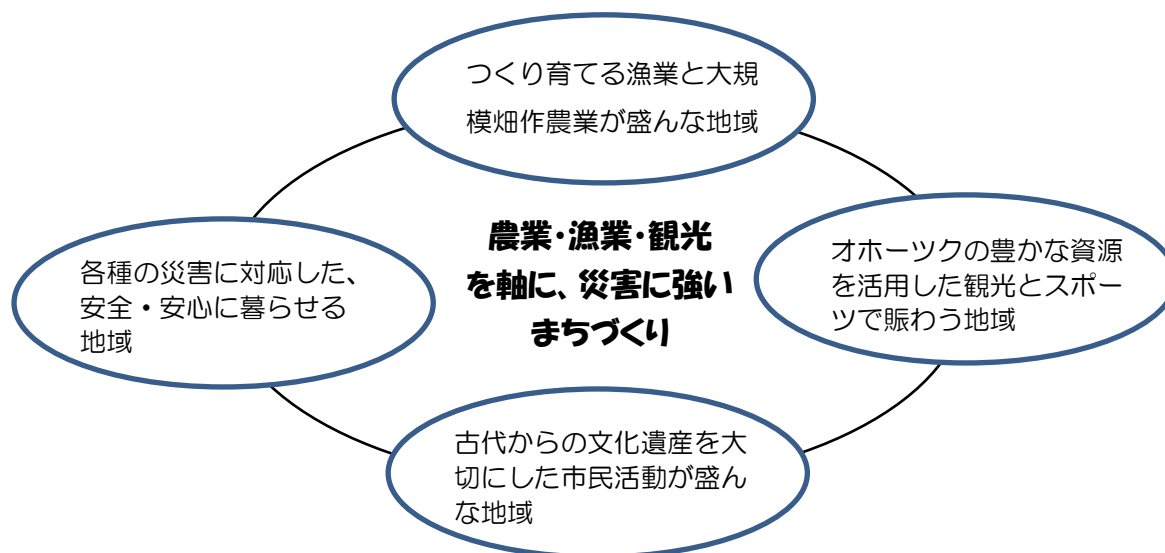 つくり育てる漁業と大規
模畑作農業が盛んな地域
農業・漁業・観光
を軸に、災害に強い
まちづくり
各種の災害に対応した、
安全・安心に暮らせる
地域
オホーツクの豊かな資源
を活用した観光とスポー
ツで賑わう地域
古代からの文化遺産を大
切にした市民活動が盛ん
な地域